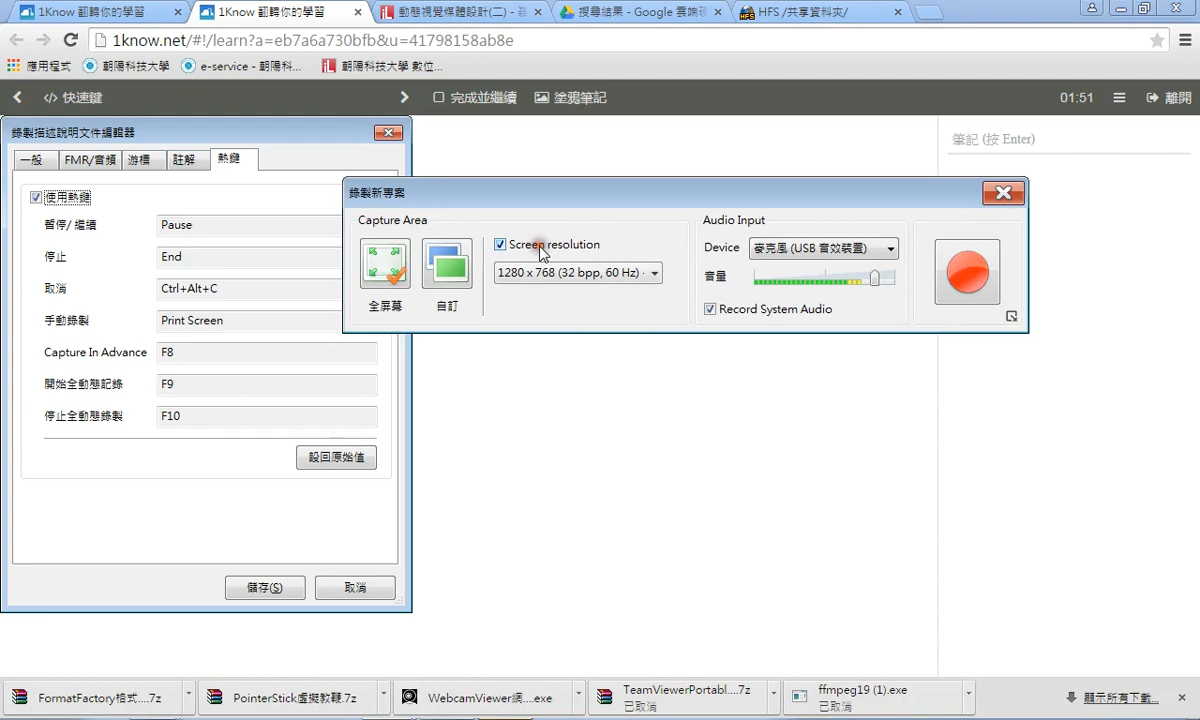 1Know 翻轉你的學習
1Know 翻轉你的學習
動態視覺媒體設計(二) -
搜尋結果 - Google 雲端硬
HFS /共享資料夾/
1know.net/#!/learn?a=eb7a6a730bfb&u=41798158ab8e
應用程式
朝陽科技大學
e-service - 朝陽科...
朝陽科技大學 數位...
快速鍵
完成並繼續
塗鴉筆記
01:51
離開
筆記 (按 Enter)
錄製描述說明文件編輯器
一般
FMR/音頻
游標
註解
熱鍵
使用熱鍵
暫停/ 繼續
Pause
停止
End
取消
Ctrl+Alt+C
手動錄製
Print Screen
Capture In Advance
F8
開始全動態記錄
F9
停止全動態錄製
F10
設回原始值
儲存(S)
取消
錄製新專案
Capture Area
全屏幕
自訂
Screen resolution
1280 x 768 (32 bpp, 60 Hz)
Audio Input
Device
麥克風 (USB 音效裝置)
音量
Record System Audio
FormatFactory格式....7z
PointerStick虛擬教鞭.7z
WebcamViewer網....exe
TeamViewerPortabl....7z
已取消
ffmpeg19 (1).exe
已取消
顯示所有下載...